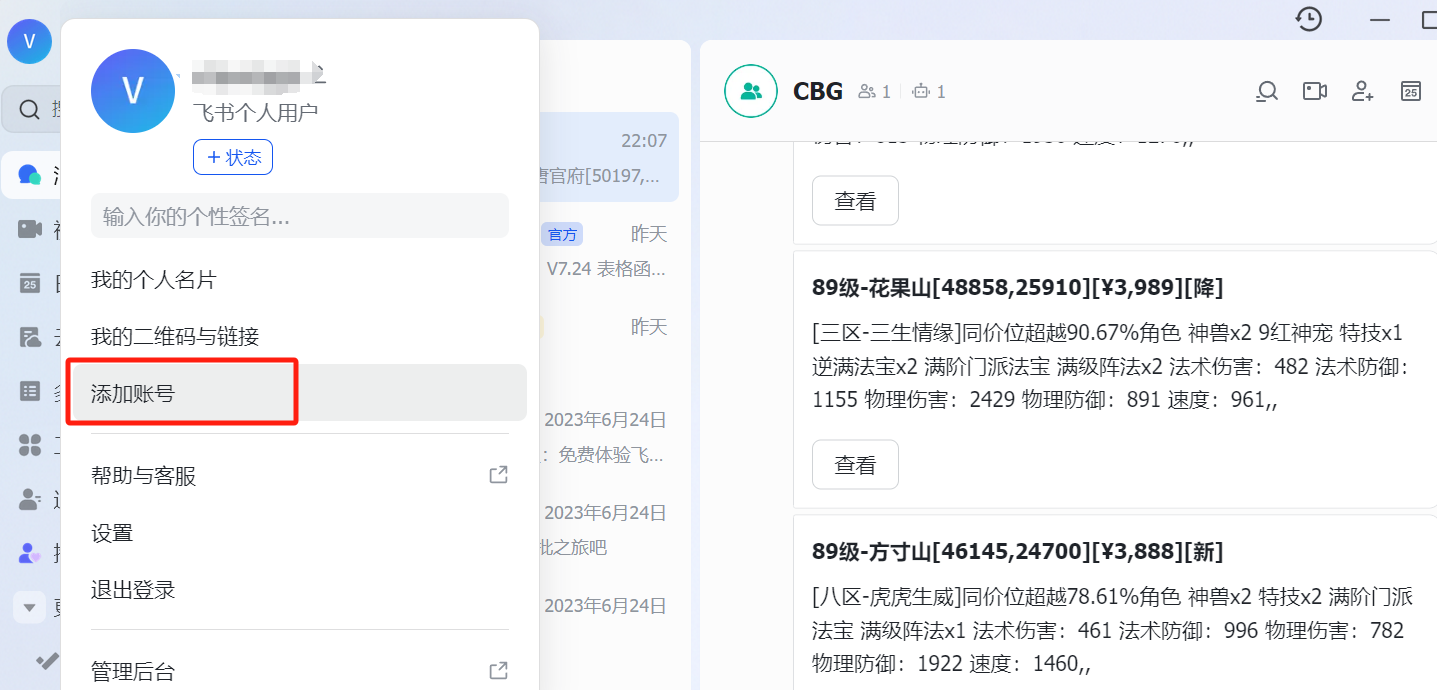 V
V
飞书个人用户
+ 状态
输入你的个性签名...
我的个人名片
我的二维码与链接
添加账号
帮助与客服
设置
退出登录
管理后台
25
22:07
唐官府[50197,...
官方
昨天
V7.24 表格函...
昨天
2023年6月24日
：免费体验飞...
2023年6月24日
批之旅吧
2023年6月24日
CBG
1
1
25
查看
89级-花果山[48858,25910][¥3,989][降]
[三区-三生情缘]同价位超越90.67%角色 神兽x2 9红神宠 特技x1
逆满法宝x2 满阶门派法宝 满级阵法x2 法术伤害：482 法术防御：
1155 物理伤害：2429 物理防御：891 速度：961,,
查看
89级-方寸山[46145,24700][¥3,888][新]
[八区-虎虎生威]同价位超越78.61%角色 神兽x2 特技x2 满阶门派
法宝 满级阵法x1 法术伤害：461 法术防御：996 物理伤害：782
物理防御：1922 速度：1460,,